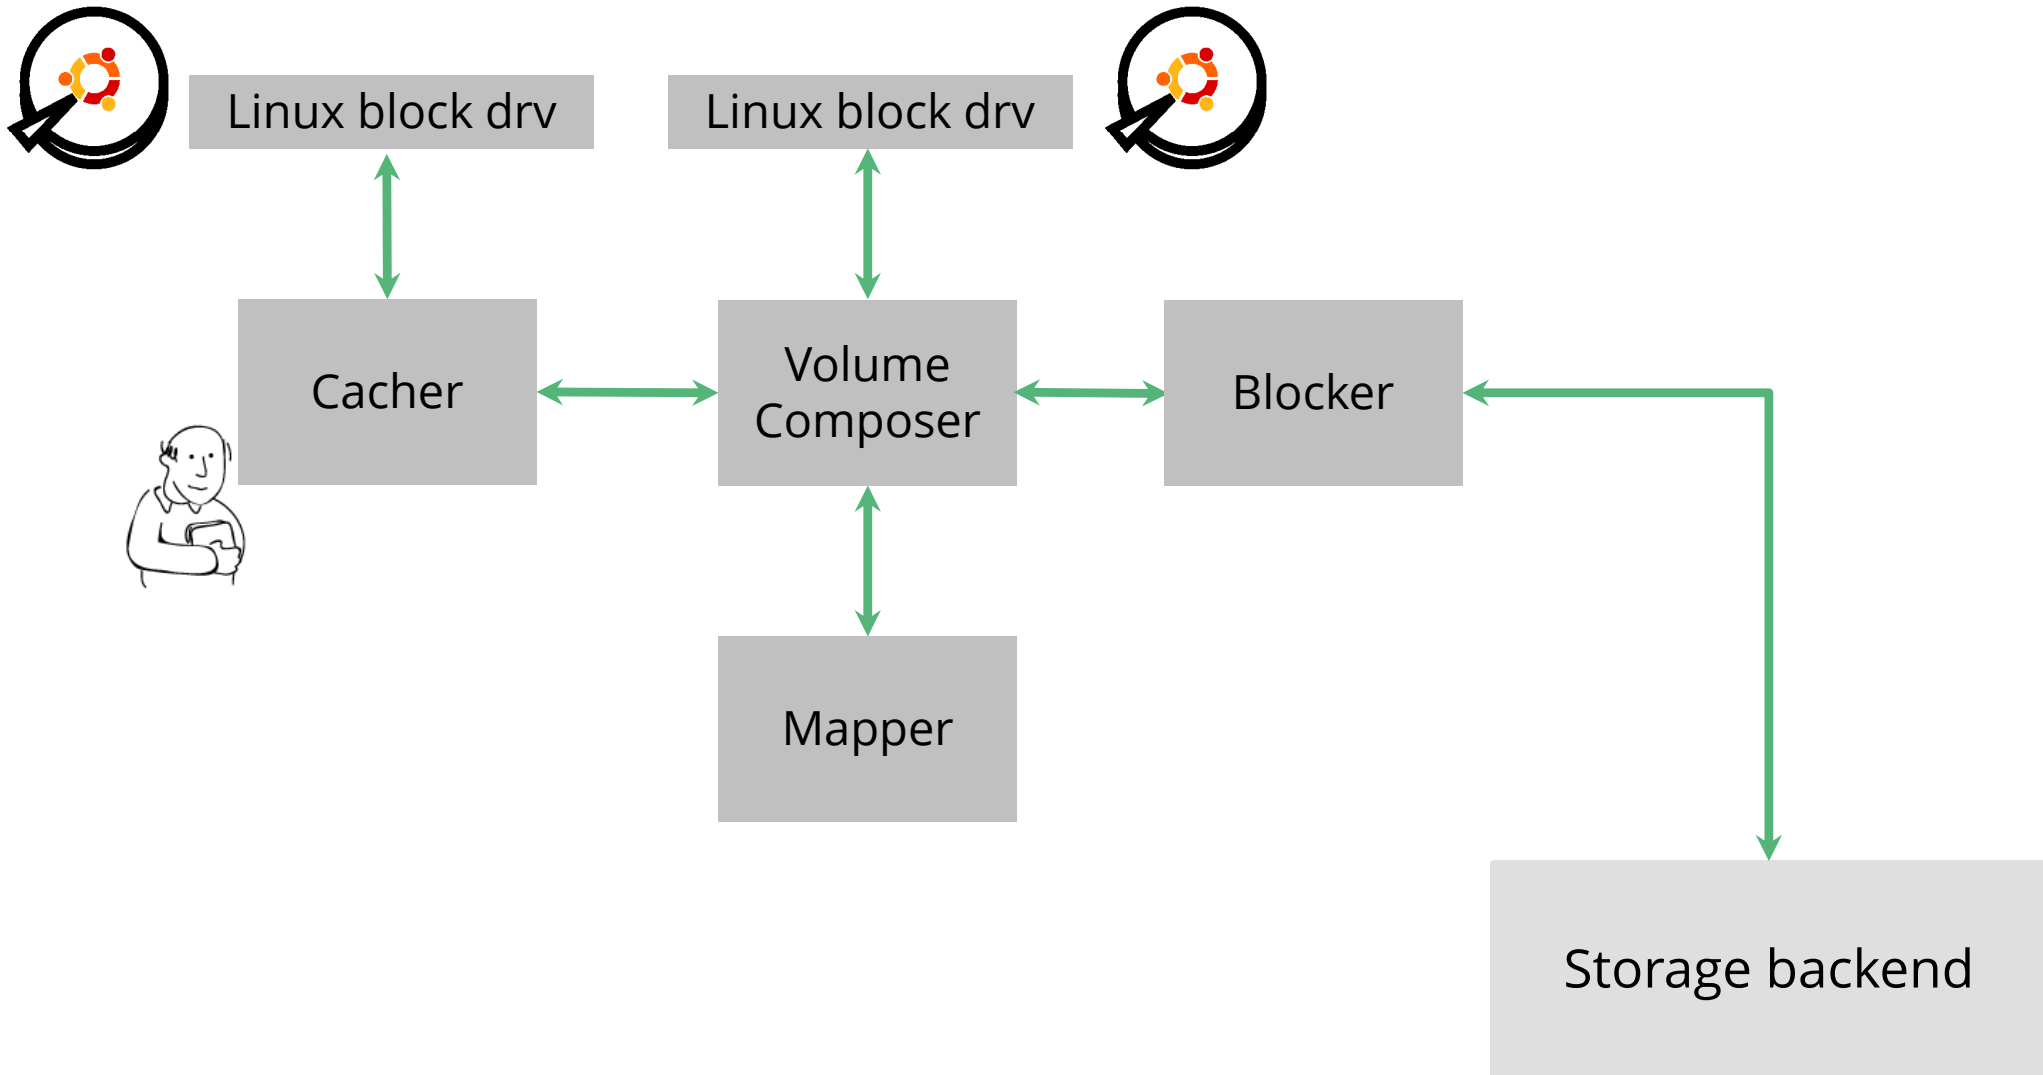 Linux block drv
Linux block drv
Cacher
Volume
Composer
Blocker
Mapper
Storage backend